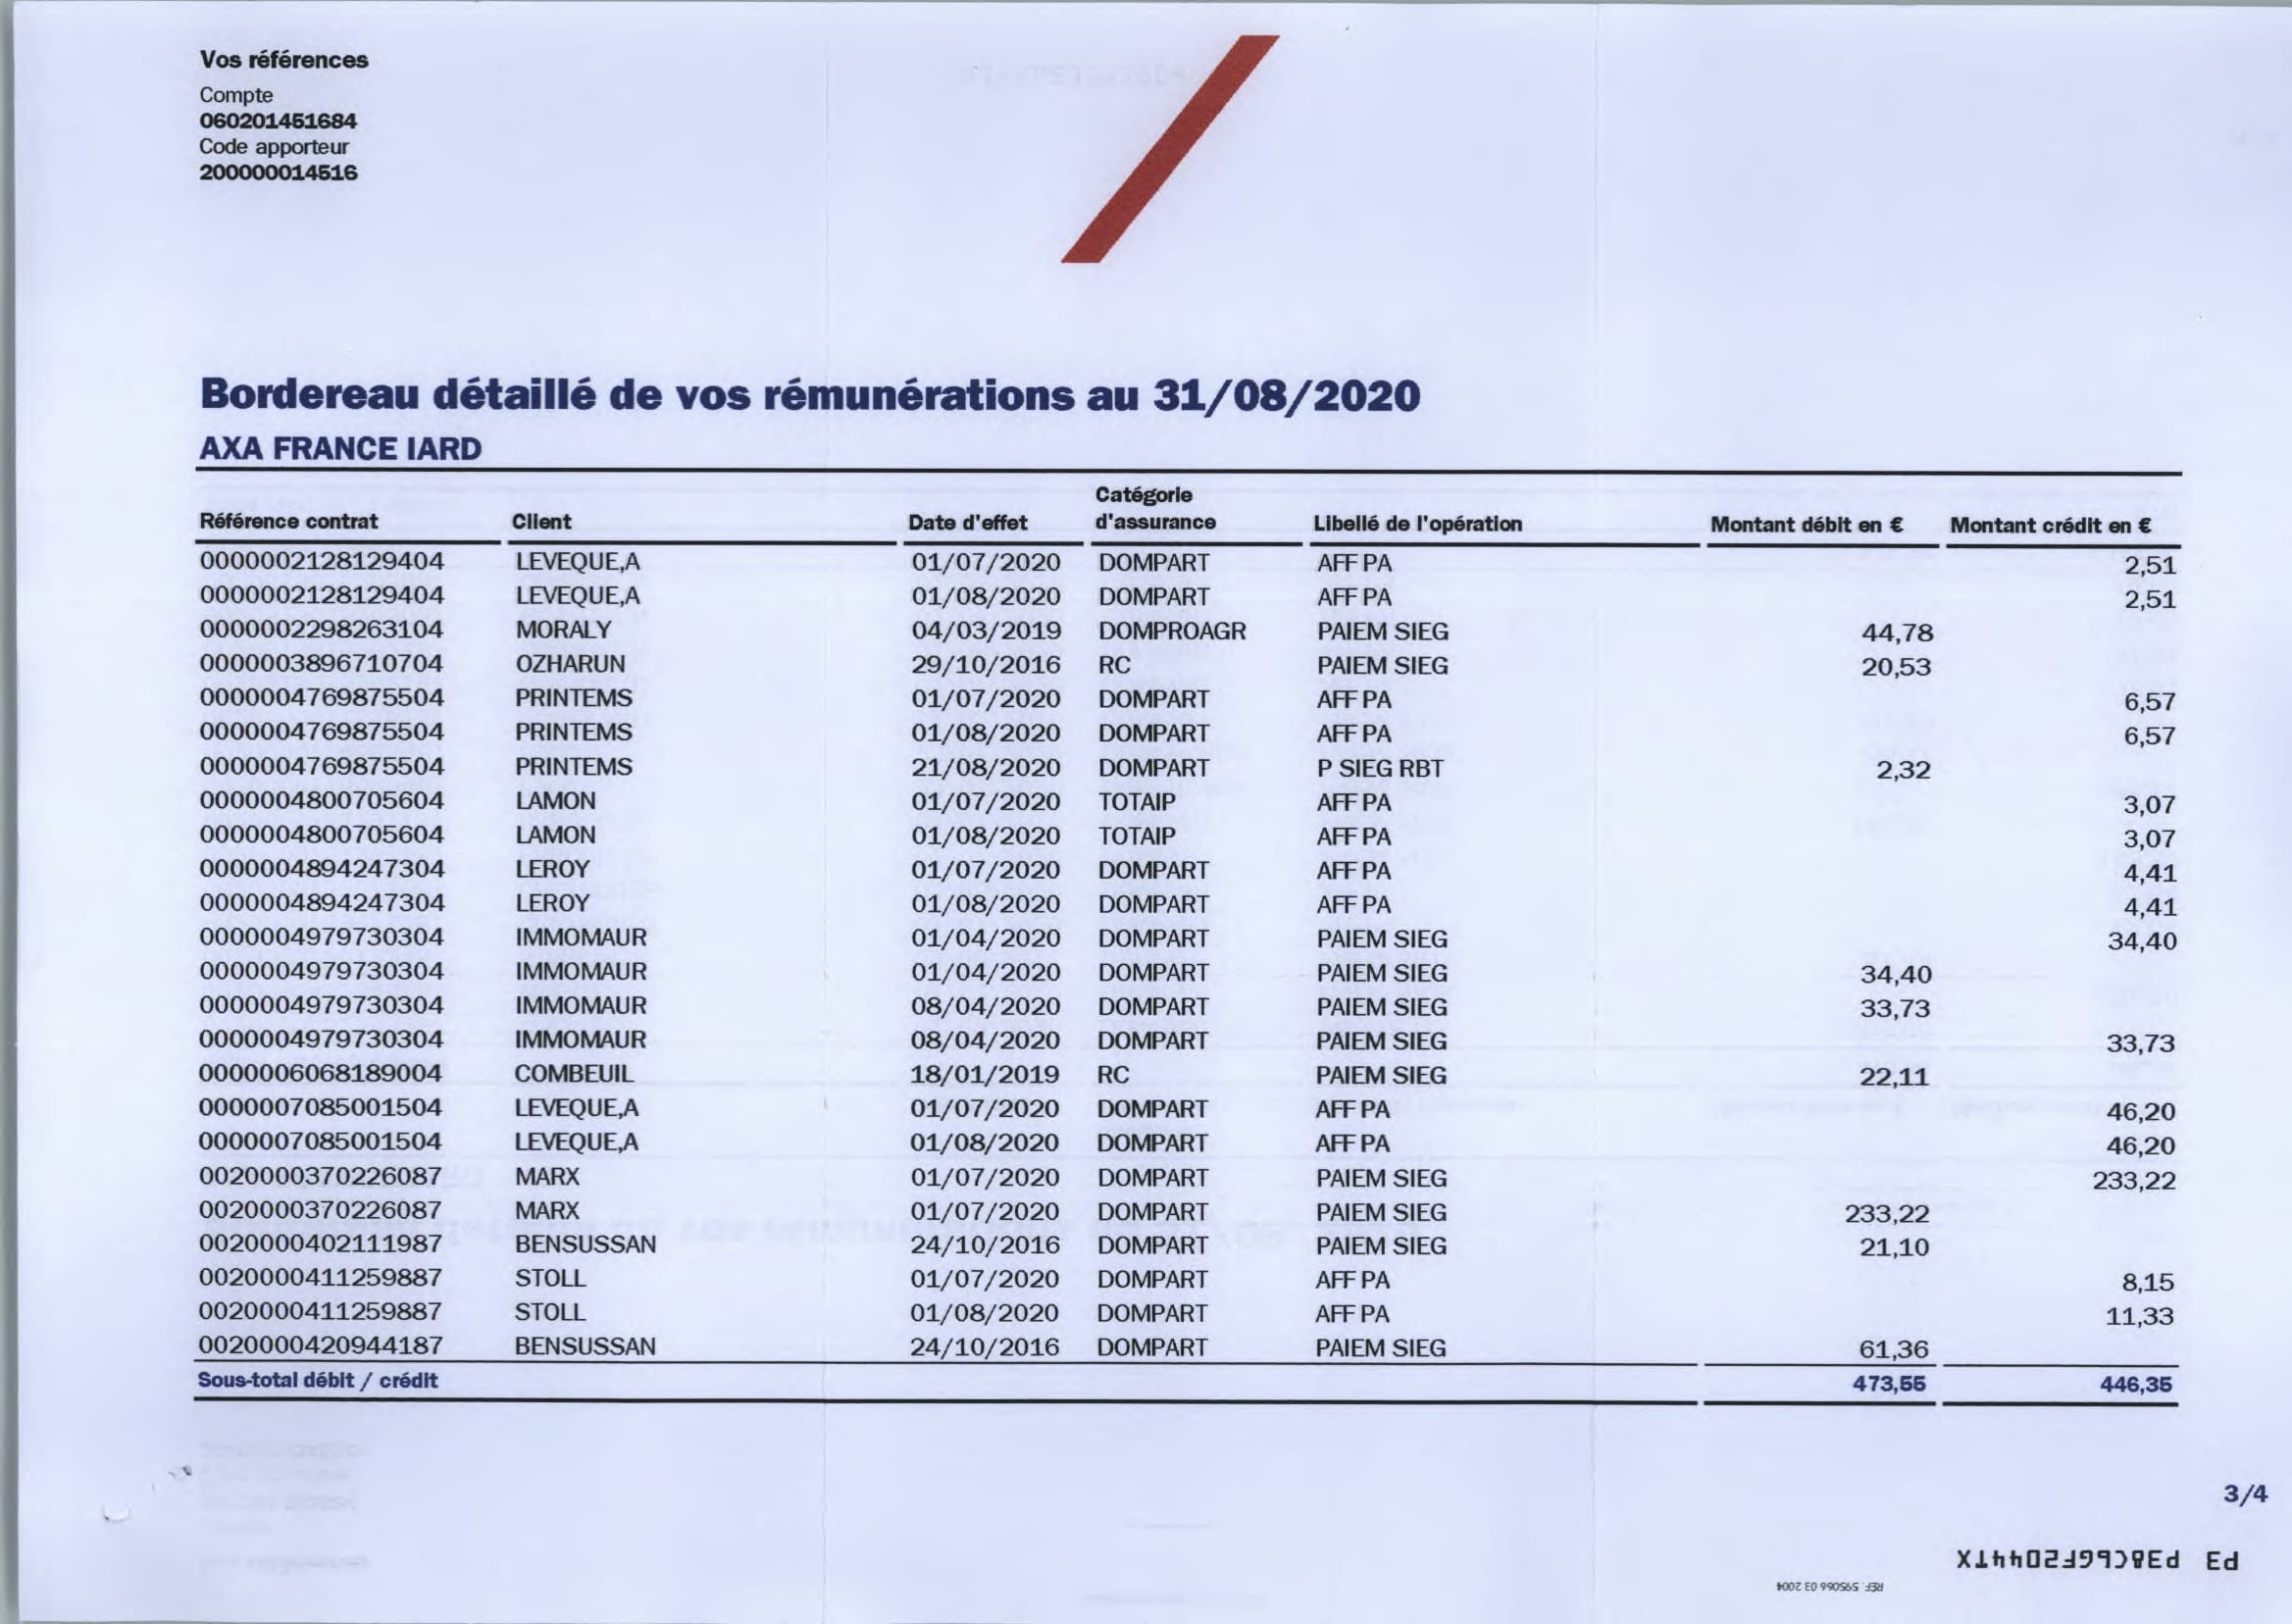 Vos références
Compte
060201451684
Code apporteur
200000014516
Bordereau détaillé de vos rémunérations au 31/08/2020
AXA FRANCE IARD
Référence contrat Client Date d'effet Catégorie d'assurance Libellé de l'opération Montant débit en € Montant crédit en €
0000002128129404 LEVEQUE,A 01/07/2020 DOMPART AFF PA 2,51
0000002128129404 LEVEQUE,A 01/08/2020 DOMPART AFF PA 2,51
0000002298263104 MORALY 04/03/2019 DOMPROAGR PAIEM SIEG 44,78
0000003896710704 OZHARUN 29/10/2016 RC PAIEM SIEG 20,53
0000004769875504 PRINTEMS 01/07/2020 DOMPART AFF PA 6,57
0000004769875504 PRINTEMS 01/08/2020 DOMPART AFF PA 6,57
0000004769875504 PRINTEMS 21/08/2020 DOMPART P SIEG RBT 2,32
0000004800705604 LAMON 01/07/2020 TOTAIP AFF PA 3,07
0000004800705604 LAMON 01/08/2020 TOTAIP AFF PA 3,07
0000004894247304 LEROY 01/07/2020 DOMPART AFF PA 4,41
0000004894247304 LEROY 01/08/2020 DOMPART AFF PA 4,41
0000004979730304 IMMOMAUR 01/04/2020 DOMPART PAIEM SIEG 34,40
0000004979730304 IMMOMAUR 01/04/2020 DOMPART PAIEM SIEG 34,40
0000004979730304 IMMOMAUR 08/04/2020 DOMPART PAIEM SIEG 33,73
0000004979730304 IMMOMAUR 08/04/2020 DOMPART PAIEM SIEG 33,73
0000006068189004 COMBEUIL 18/01/2019 RC PAIEM SIEG 22,11
0000007085001504 LEVEQUE,A 01/07/2020 DOMPART AFF PA 46,20
0000007085001504 LEVEQUE,A 01/08/2020 DOMPART AFF PA 46,20
0020000370226087 MARX 01/07/2020 DOMPART PAIEM SIEG 233,22
0020000370226087 MARX 01/07/2020 DOMPART PAIEM SIEG 233,22
0020000402111987 BENSUSSAN 24/10/2016 DOMPART PAIEM SIEG 21,10
0020000411259887 STOLL 01/07/2020 DOMPART AFF PA 8,15
0020000411259887 STOLL 01/08/2020 DOMPART AFF PA 11,33
0020000420944187 BENSUSSAN 24/10/2016 DOMPART PAIEM SIEG 61,36
Sous-total débit / crédit 473,55 446,35
3/4
P3
REF. 595066 03 2004